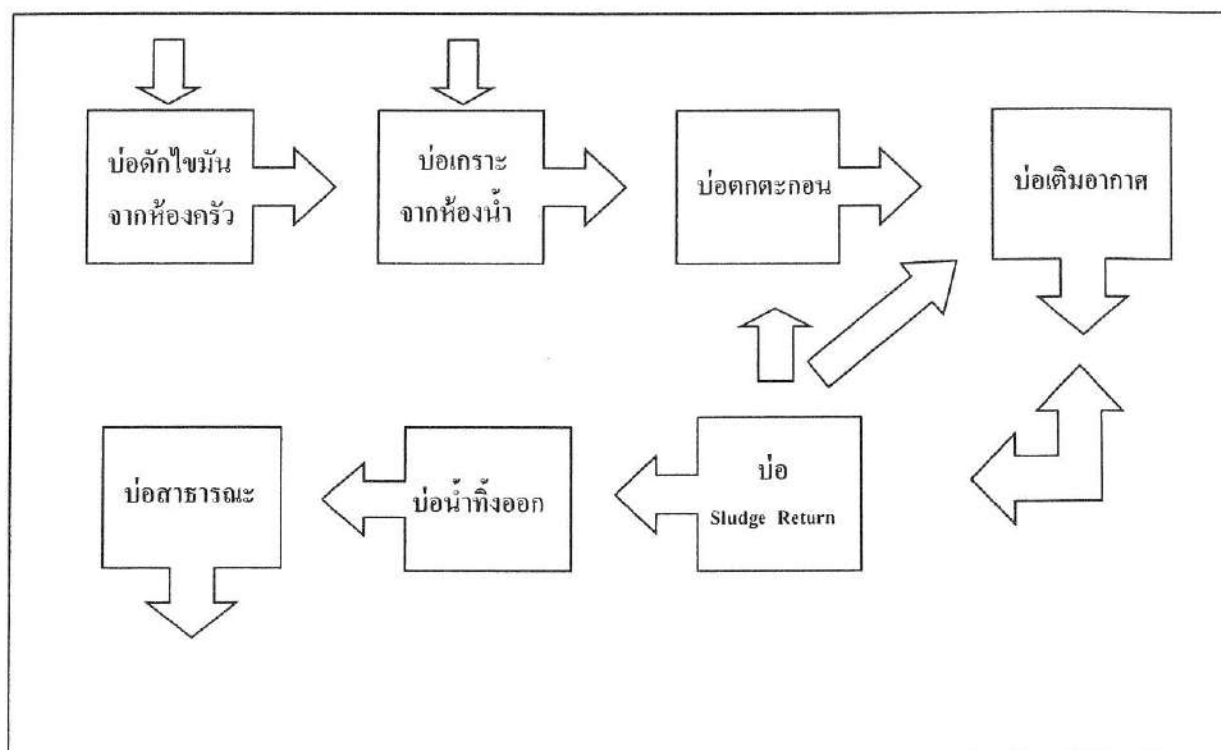 บ่อดักไขมัน
จากห้องครัว
บ่อเกราะ
จากห้องน้ำ
บ่อตกตะกอน
บ่อเติมอากาศ
บ่อสาธารณะ
บ่อน้ำทิ้งออก
บ่อ
Sludge Return